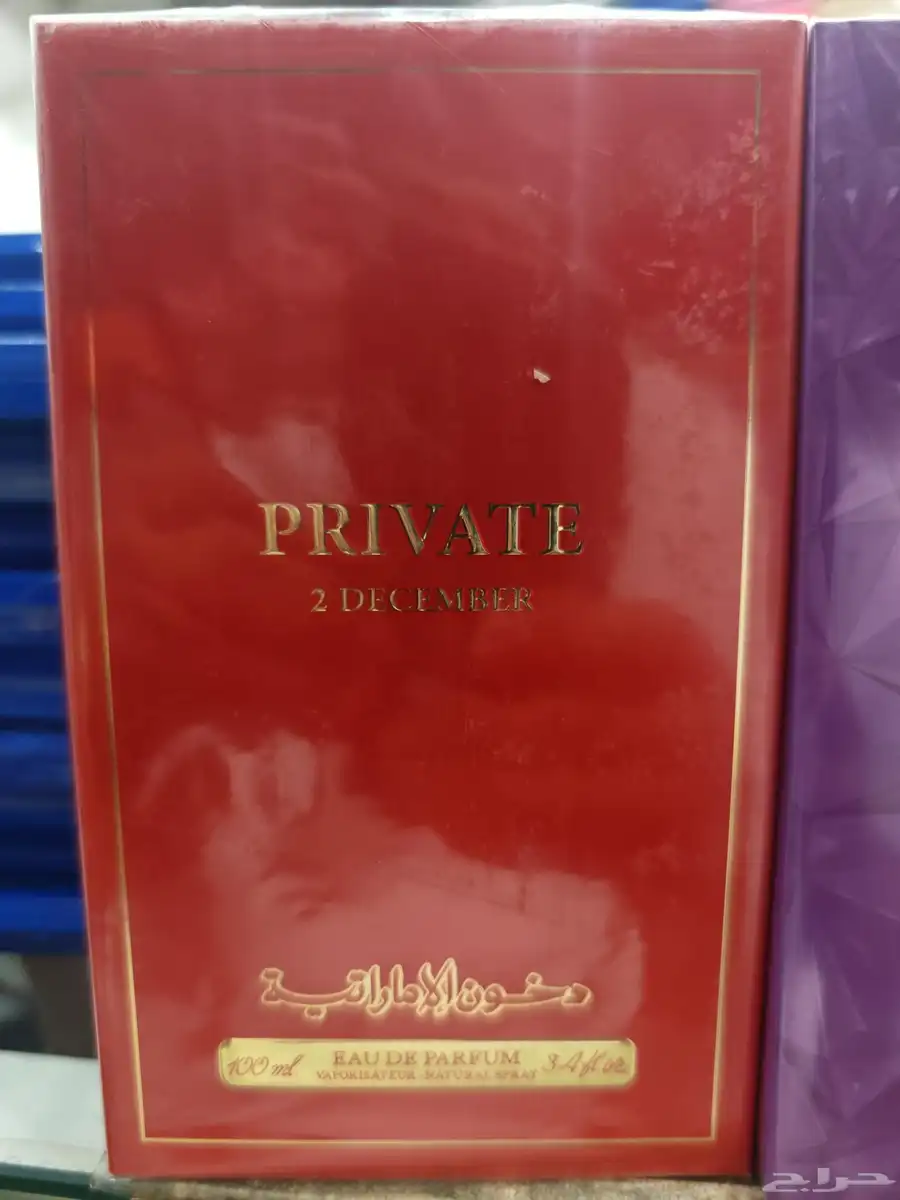 PRIVATE
2 DECEMBER
دخون الإماراتية
100 ml EAU DE PARFUM 3.4 fl oz
VAPORISATEUR NATURAL SPRAY
حراج